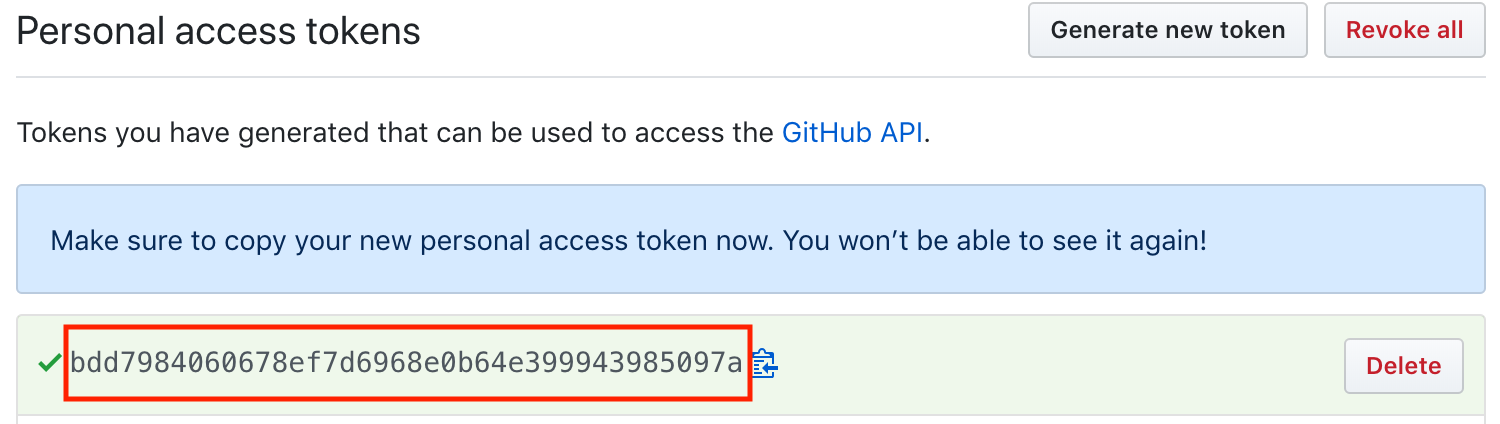 Personal access tokens
Generate new token
Revoke all
Tokens you have generated that can be used to access the GitHub API.
Make sure to copy your new personal access token now. You won’t be able to see it again!
bdd7984060678ef7d6968e0b64e399943985097a
Delete